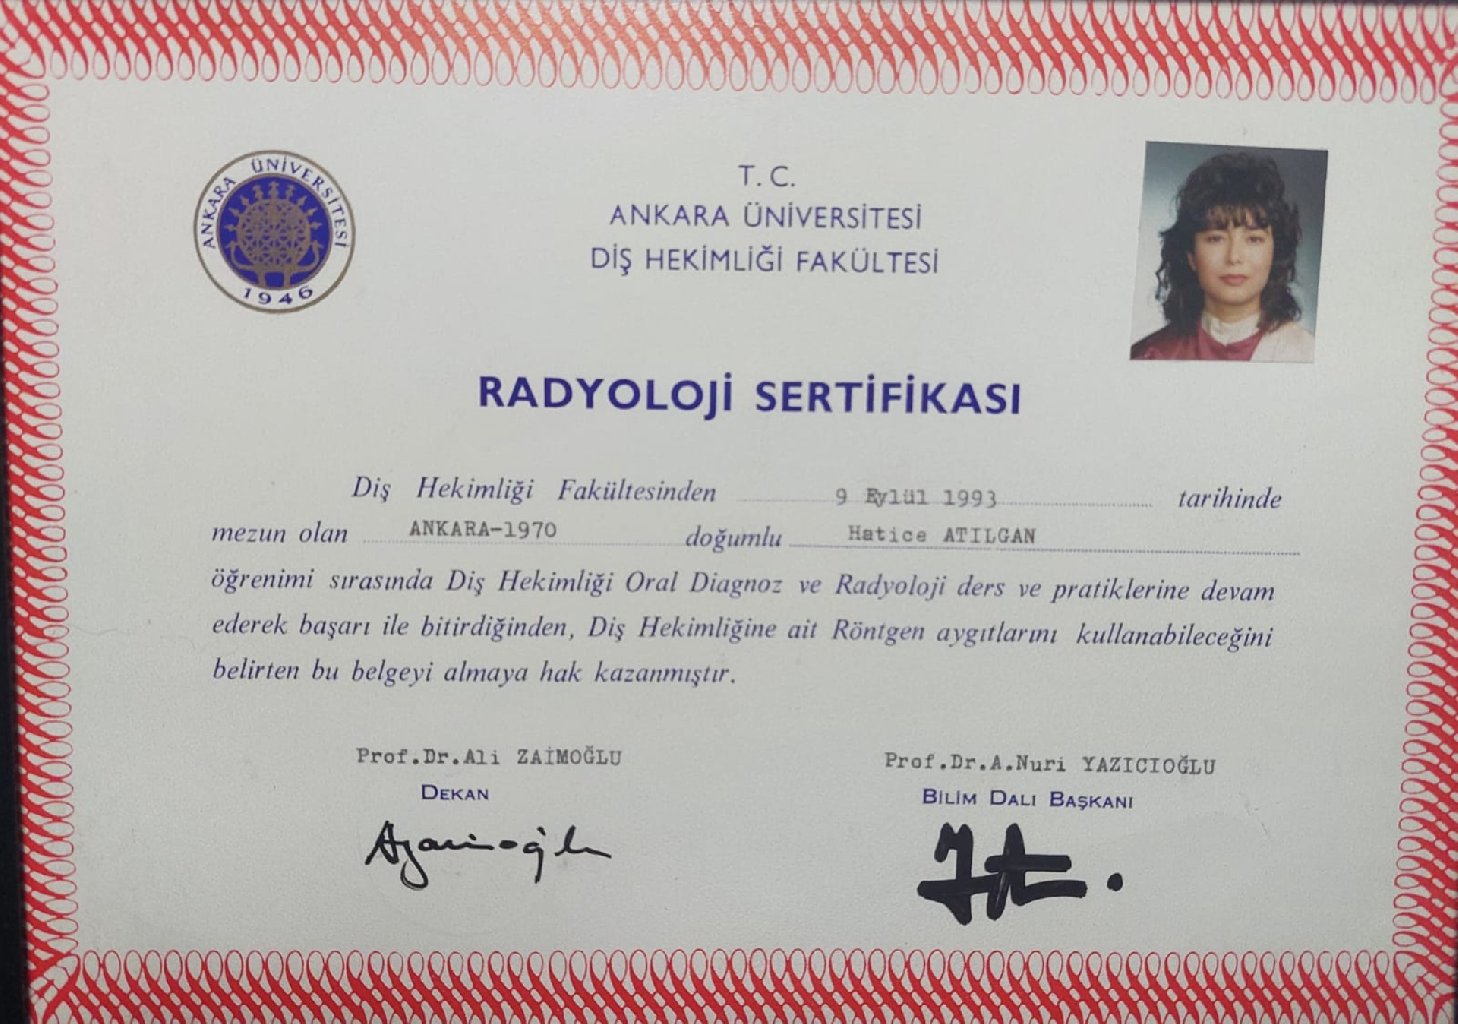 ANKARA ÜNİVERSİTESİ
1946
T. C.
ANKARA ÜNİVERSİTESİ
DİŞ HEKİMLİĞİ FAKÜLTESİ
RADYOLOJİ SERTİFİKASI
Diş Hekimliği Fakültesinden 9 Eylül 1993 tarihinde
mezun olan ANKARA-1970 doğumlu Hatice ATILGAN
öğrenimi sırasında Diş Hekimliği Oral Diagnoz ve Radyoloji ders ve pratiklerine devam
ederek başarı ile bitirdiğinden, Diş Hekimliğine ait Röntgen aygıtlarını kullanabileceğini
belirten bu belgeyi almaya hak kazanmıştır.
Prof.Dr.Ali ZAİMOĞLU Prof.Dr.A.Nuri YAZICIOĞLU
DEKAN BİLİM DALI BAŞKANI